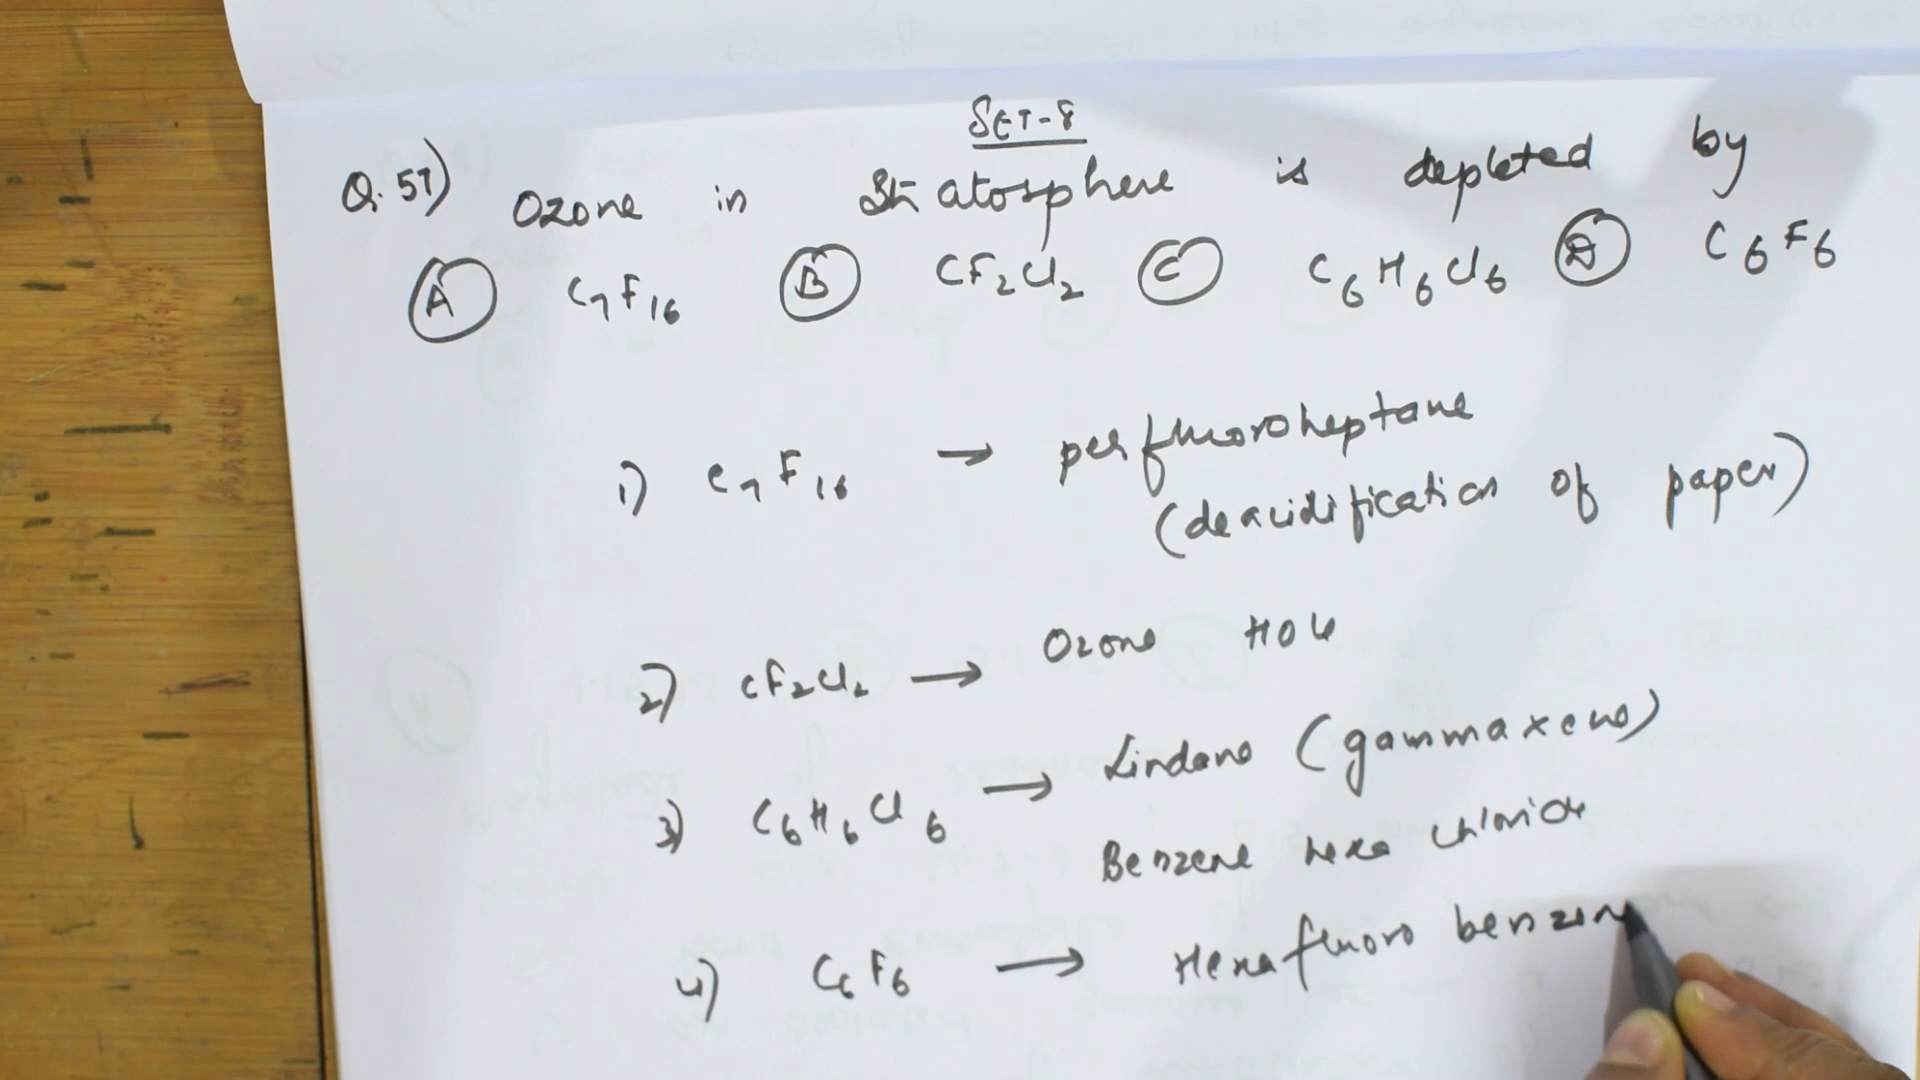 SET-8
Q.57) Ozone in Stratosphere is depleted by
(A) C7F16 (B) CF2Cl2 (C) C6H6Cl6 (D) C6F6
1) C7F16 → perfluoroheptane
(deacidification of paper)
2) CF2Cl2 → Ozone Hole
3) C6H6Cl6 → Lindane (gammaxene)
Benzene hexa chloride
4) C6F6 → Hexafluoro benzen